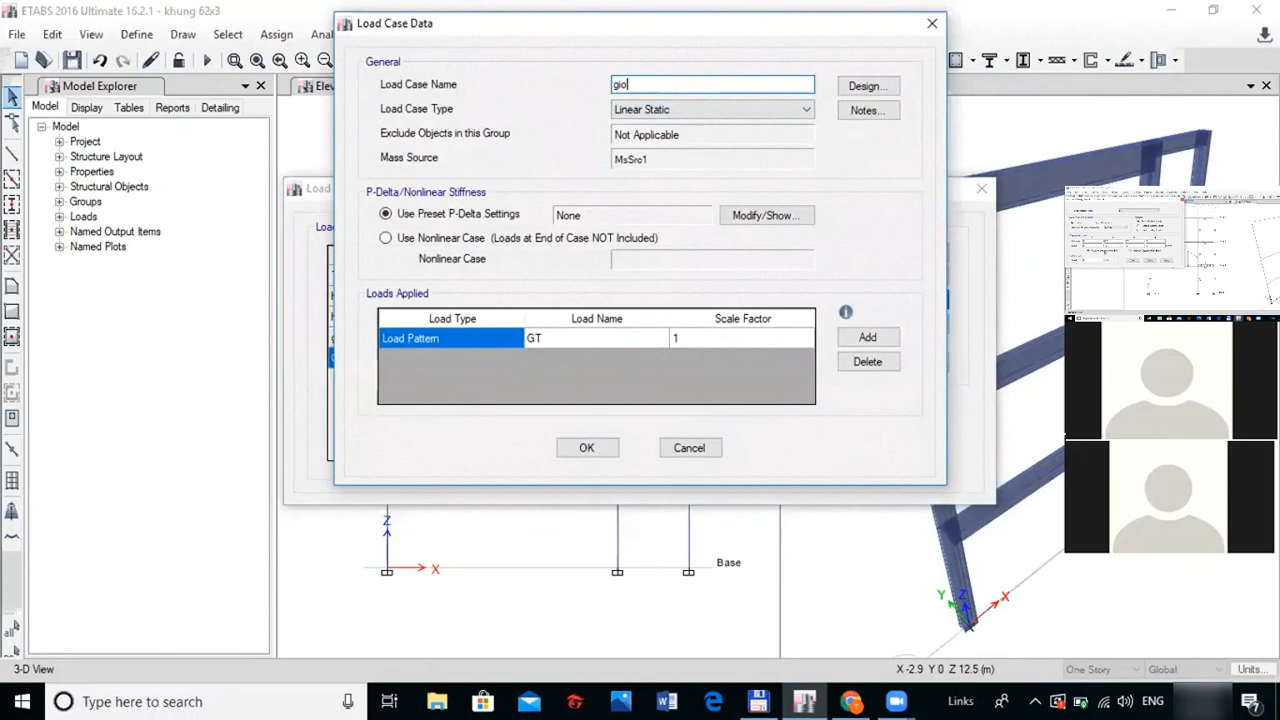 ETABS 2016 Ultimate 16.2.1 - khung 62x3
File Edit View Define Draw Select Assign
Model Explorer
Model Display Tables Reports Detailing
Model
Project
Structure Layout
Properties
Structural Objects
Groups
Loads
Named Output Items
Named Plots
Load Case Data
General
Load Case Name gio Design...
Load Case Type Linear Static Notes...
Exclude Objects in this Group Not Applicable
Mass Source MsSrc1
P-Delta/Nonlinear Stiffness
Use Preset P-Delta Settings None Modify/Show...
Use Nonlinear Case (Loads at End of Case NOT Included)
Nonlinear Case
Loads Applied
Load Type Load Name Scale Factor
Load Pattern GT 1
Add
Delete
OK Cancel
Load
Z
X
Base
Y Z X
3-D View X -2.9 Y 0 Z 12.5 (m) One Story Global Units...
Type here to search Links ENG
all